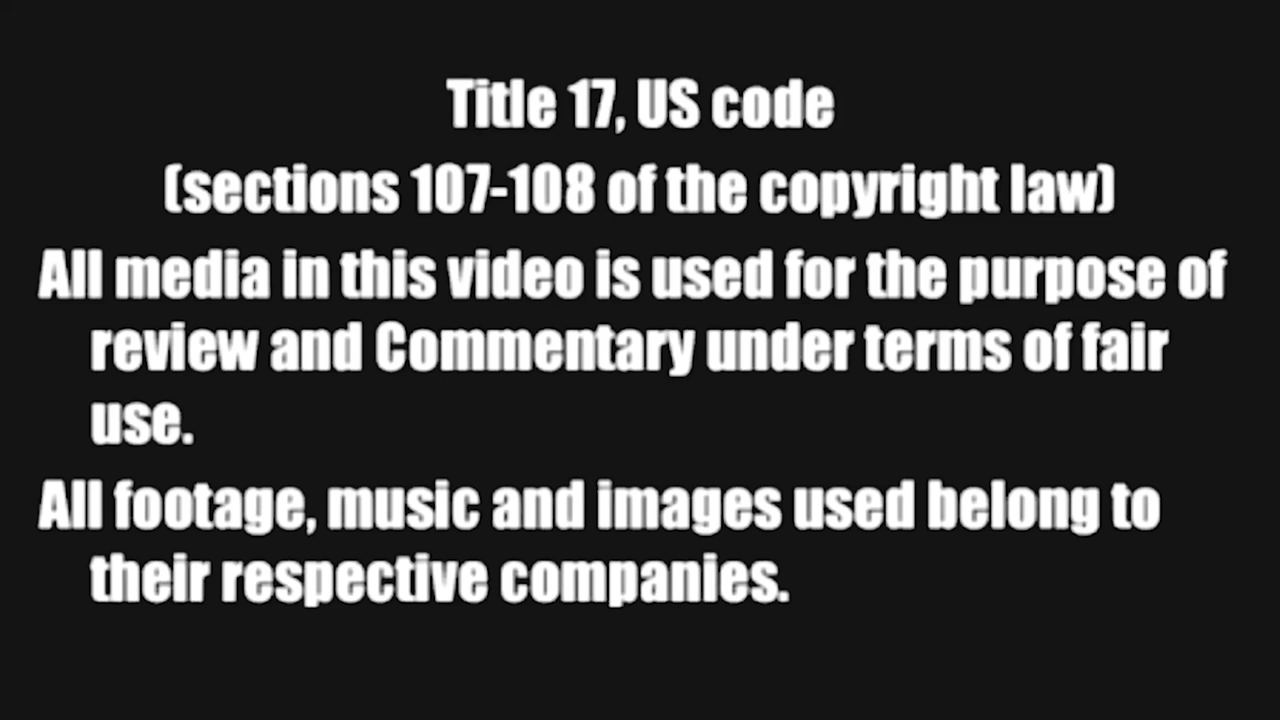 Title 17, US code
(sections 107-108 of the copyright law)
All media in this video is used for the purpose of
review and Commentary under terms of fair
use.
All footage, music and images used belong to
their respective companies.